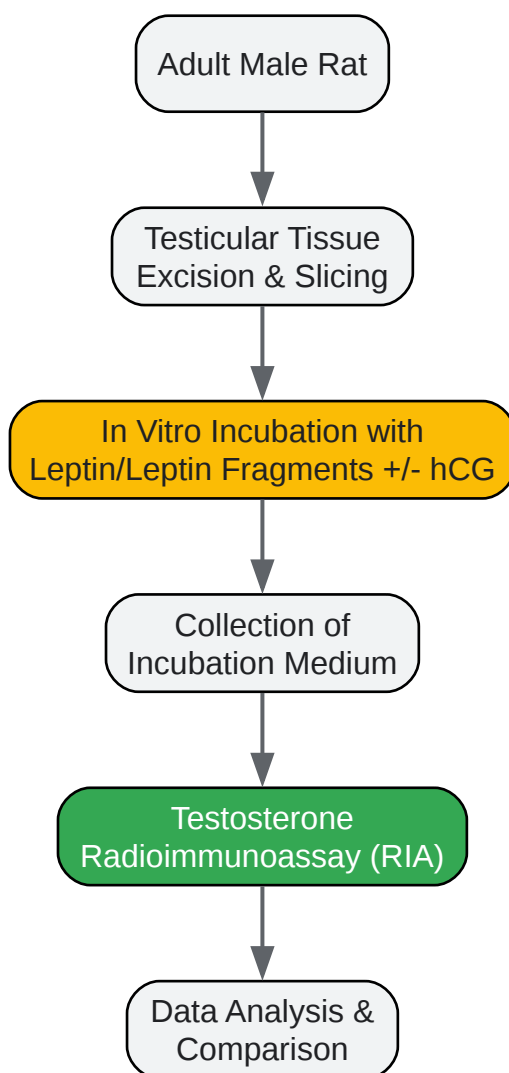 Adult Male Rat
Testicular Tissue
Excision & Slicing
In Vitro Incubation with
Leptin/Leptin Fragments +/- hCG
Collection of
Incubation Medium
Testosterone
Radioimmunoassay (RIA)
Data Analysis &
Comparison